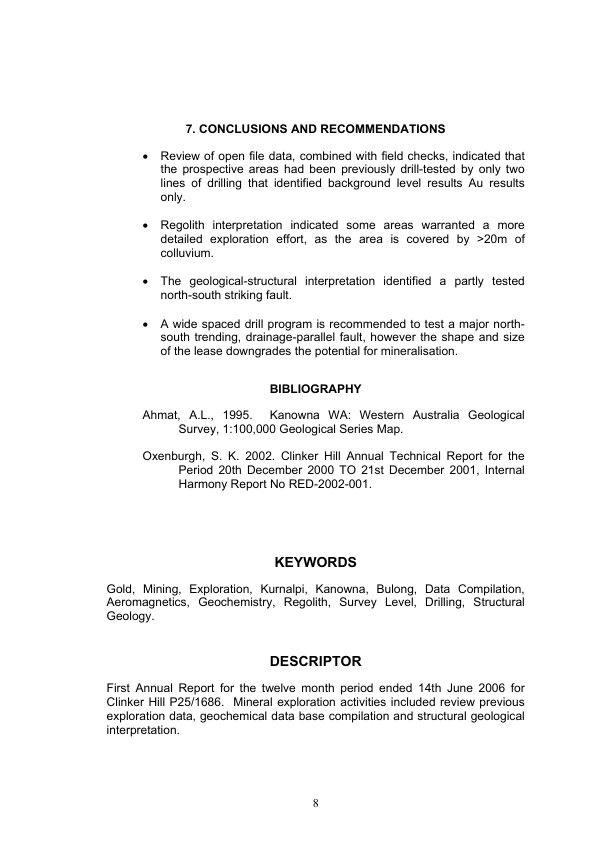 7. CONCLUSIONS AND RECOMMENDATIONS
• Review of open file data, combined with field checks, indicated that
the prospective areas had been previously drill-tested by only two
lines of drilling that identified background level results Au results
only.
• Regolith interpretation indicated some areas warranted a more
detailed exploration effort, as the area is covered by >20m of
colluvium.
• The geological-structural interpretation identified a partly tested
north-south striking fault.
• A wide spaced drill program is recommended to test a major north-
south trending, drainage-parallel fault, however the shape and size
of the lease downgrades the potential for mineralisation.
BIBLIOGRAPHY
Ahmat, A.L., 1995. Kanowna WA: Western Australia Geological
Survey, 1:100,000 Geological Series Map.
Oxenburgh, S. K. 2002. Clinker Hill Annual Technical Report for the
Period 20th December 2000 TO 21st December 2001, Internal
Harmony Report No RED-2002-001.
KEYWORDS
Gold, Mining, Exploration, Kurnalpi, Kanowna, Bulong, Data Compilation,
Aeromagnetics, Geochemistry, Regolith, Survey Level, Drilling, Structural
Geology.
DESCRIPTOR
First Annual Report for the twelve month period ended 14th June 2006 for
Clinker Hill P25/1686. Mineral exploration activities included review previous
exploration data, geochemical data base compilation and structural geological
interpretation.
8